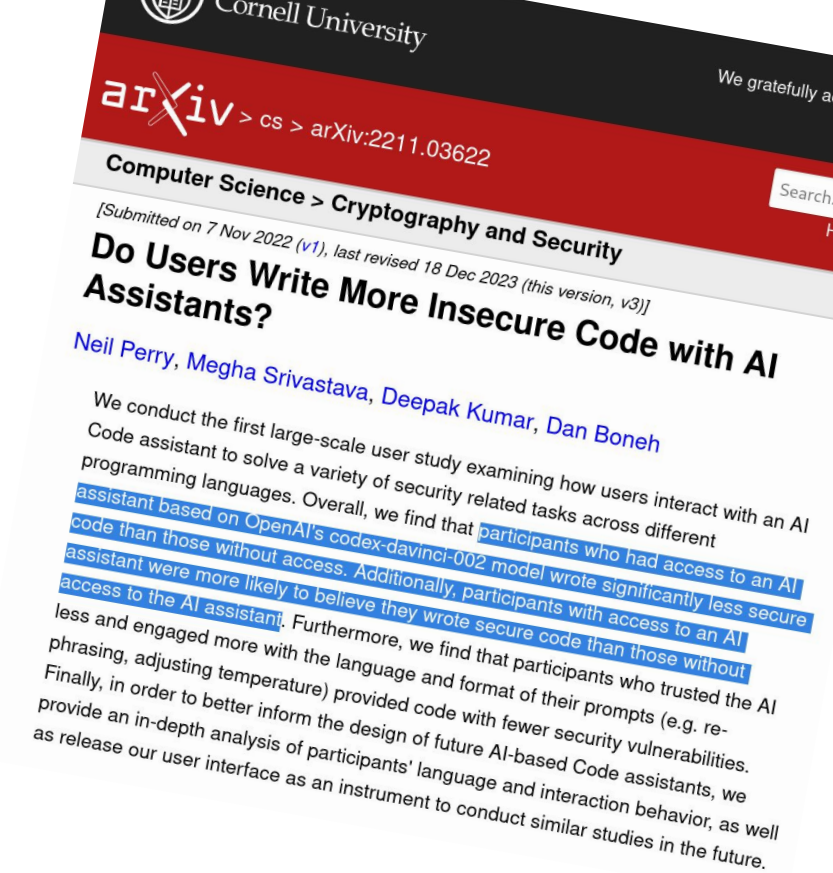 Cornell University
We gratefully a
arXiv > cs > arXiv:2211.03622
Search.
H
Computer Science > Cryptography and Security
[Submitted on 7 Nov 2022 (v1), last revised 18 Dec 2023 (this version, v3)]
Do Users Write More Insecure Code with AI
Assistants?
Neil Perry, Megha Srivastava, Deepak Kumar, Dan Boneh
We conduct the first large-scale user study examining how users interact with an AI
Code assistant to solve a variety of security related tasks across different
programming languages. Overall, we find that participants who had access to an AI
assistant based on OpenAI's codex-davinci-002 model wrote significantly less secure
code than those without access. Additionally, participants with access to an AI
assistant were more likely to believe they wrote secure code than those without
access to the AI assistant. Furthermore, we find that participants who trusted the AI
less and engaged more with the language and format of their prompts (e.g. re-
phrasing, adjusting temperature) provided code with fewer security vulnerabilities.
Finally, in order to better inform the design of future AI-based Code assistants, we
provide an in-depth analysis of participants' language and interaction behavior, as well
as release our user interface as an instrument to conduct similar studies in the future.